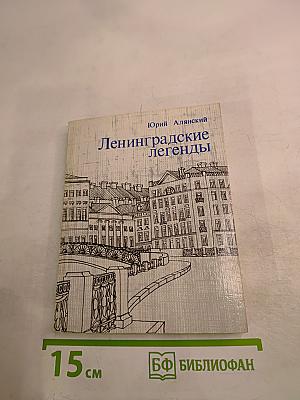 Юрий Алянский
Ленинградские
легенды
15 см
БФ БИБЛИОФАН